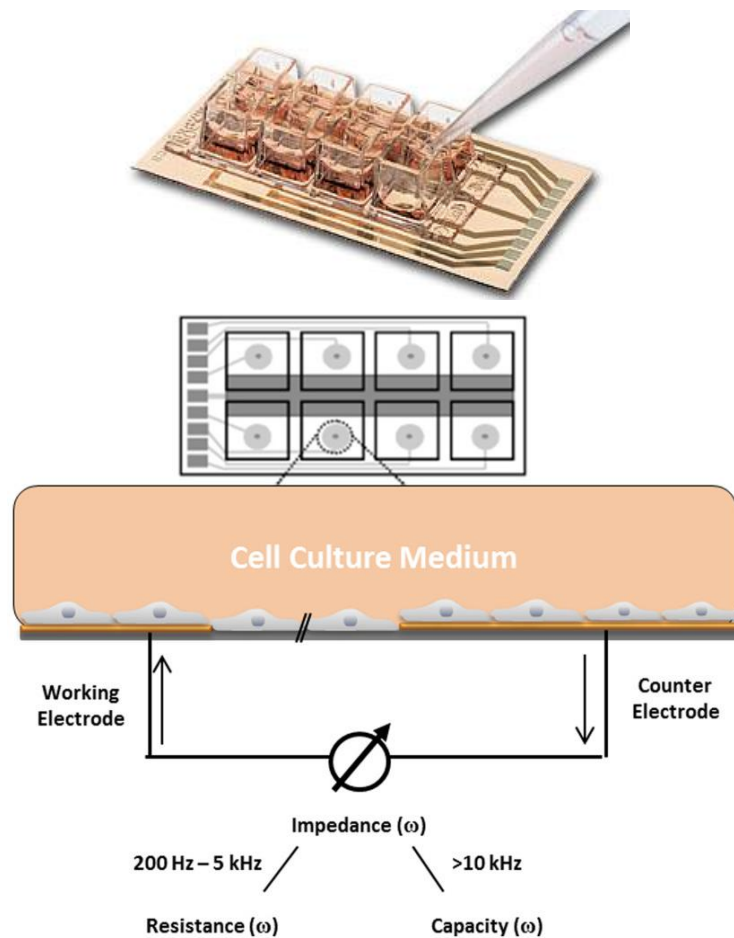 Cell Culture Medium
Working
Electrode
Counter
Electrode
Impedance (ω)
200 Hz – 5 kHz
>10 kHz
Resistance (ω)
Capacity (ω)